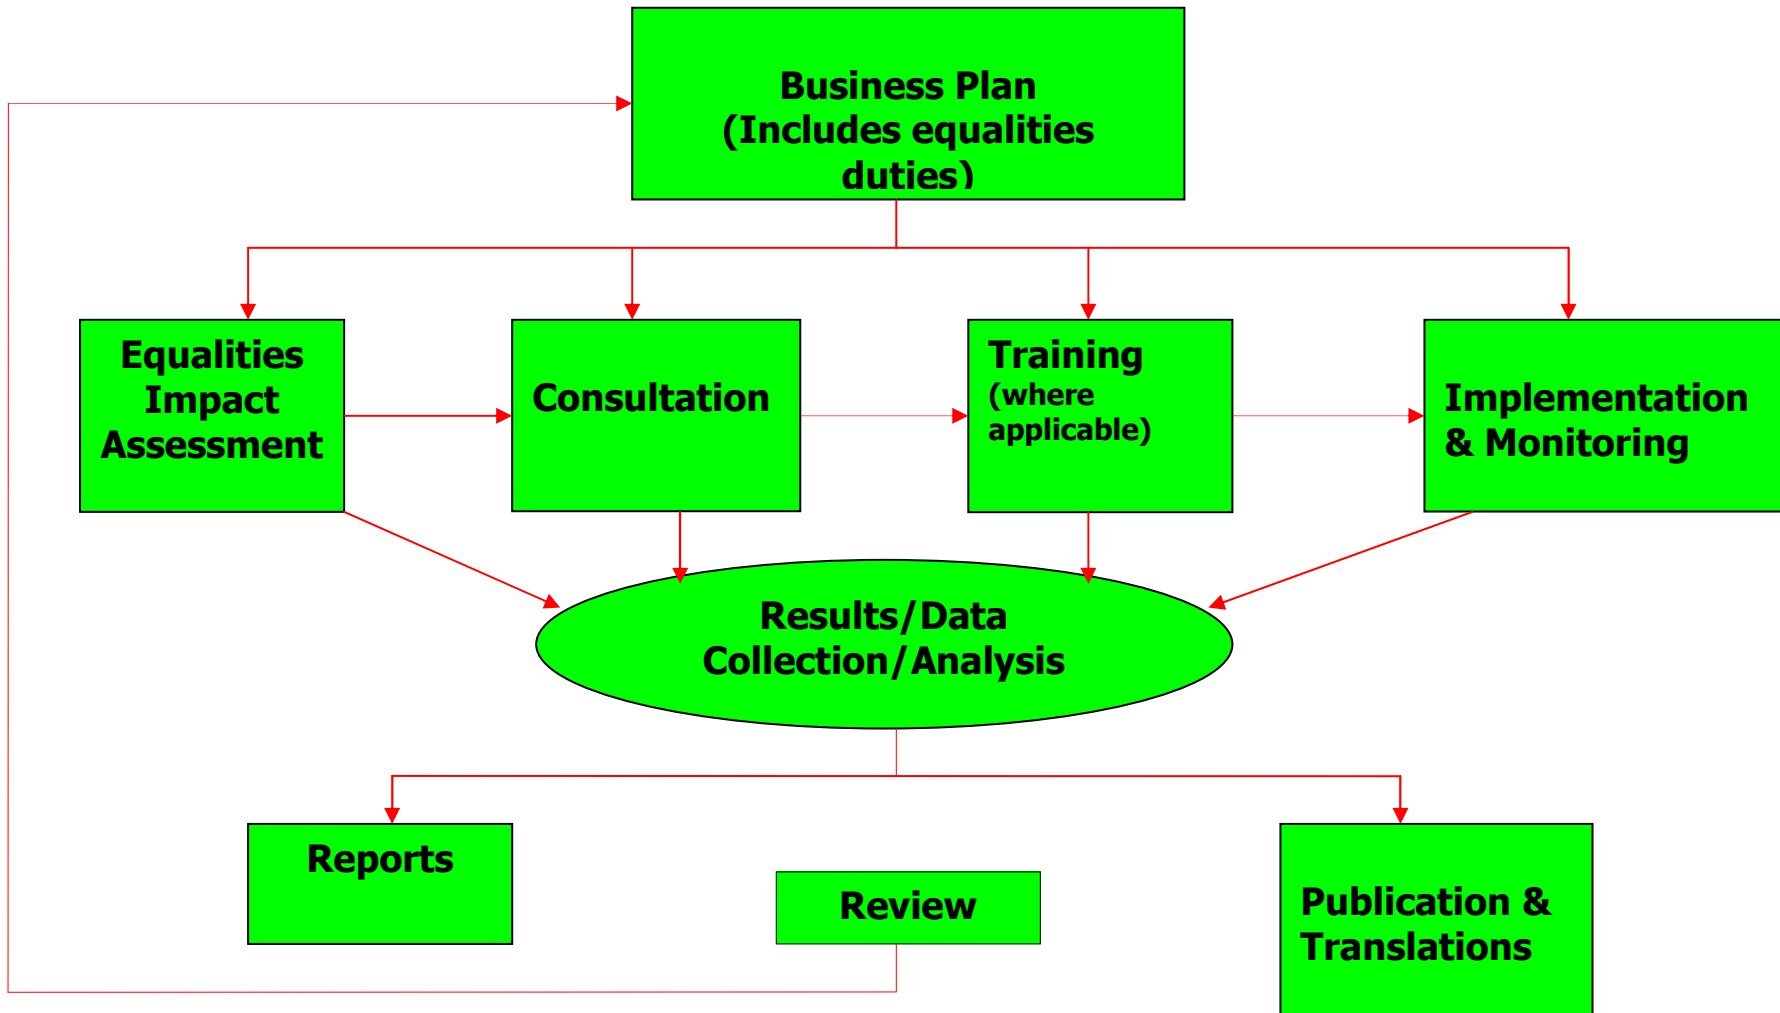 Business Plan
(Includes equalities
duties)
Equalities
Impact
Assessment
Consultation
Training
(where
applicable)
Implementation
& Monitoring
Results/Data
Collection/Analysis
Reports
Review
Publication &
Translations